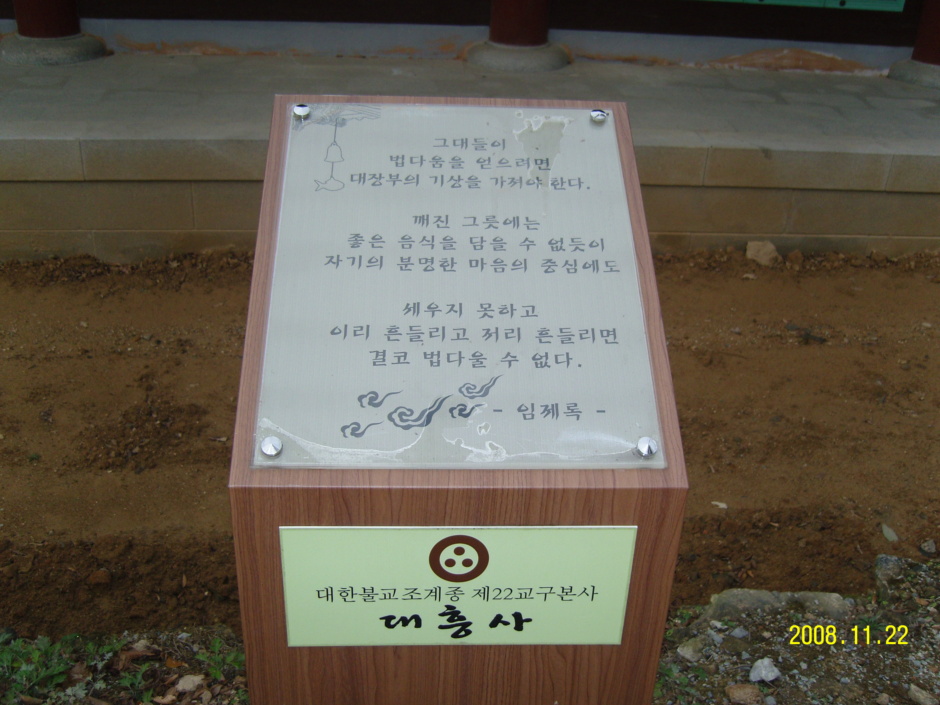 그대들이
법다움을 얻으려면
대장부의 기상을 가져야 한다.
깨진 그릇에는
좋은 음식을 담을 수 없듯이
자기의 분명한 마음의 중심에도
세우지 못하고
이리 흔들리고 저리 흔들리면
결코 법다울 수 없다.
- 임제록 -
대한불교조계종 제22교구본사
대흥사
2008.11.22